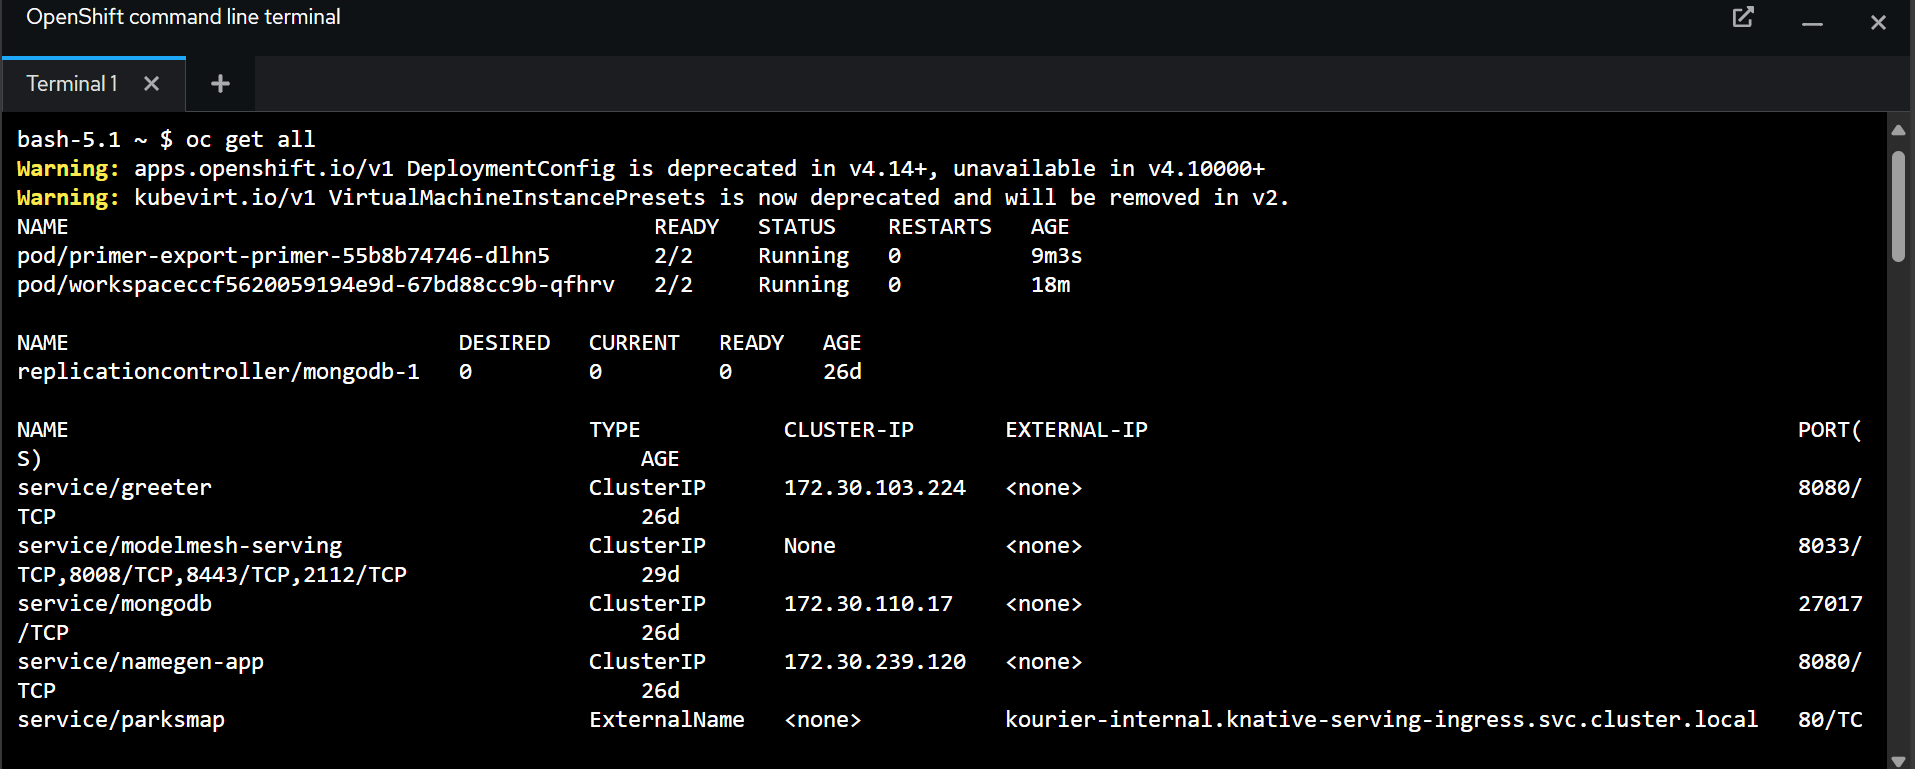 OpenShift command line terminal
Terminal 1
bash-5.1 ~ $ oc get all
Warning: apps.openshift.io/v1 DeploymentConfig is deprecated in v4.14+, unavailable in v4.10000+
Warning: kubevirt.io/v1 VirtualMachineInstancePresets is now deprecated and will be removed in v2.
NAME READY STATUS RESTARTS AGE
pod/primer-export-primer-55b8b74746-dlhn5 2/2 Running 0 9m3s
pod/workspaceccf5620059194e9d-67bd88cc9b-qfhrv 2/2 Running 0 18m
NAME DESIRED CURRENT READY AGE
replicationcontroller/mongodb-1 0 0 0 26d
NAME TYPE CLUSTER-IP EXTERNAL-IP PORT(
S) AGE
service/greeter ClusterIP 172.30.103.224 <none> 8080/
TCP 26d
service/modelmesh-serving ClusterIP None <none> 8033/
TCP,8008/TCP,8443/TCP,2112/TCP 29d
service/mongodb ClusterIP 172.30.110.17 <none> 27017
/TCP 26d
service/namegen-app ClusterIP 172.30.239.120 <none> 8080/
TCP 26d
service/parksmap ExternalName <none> kourier-internal.knative-serving-ingress.svc.cluster.local 80/TC